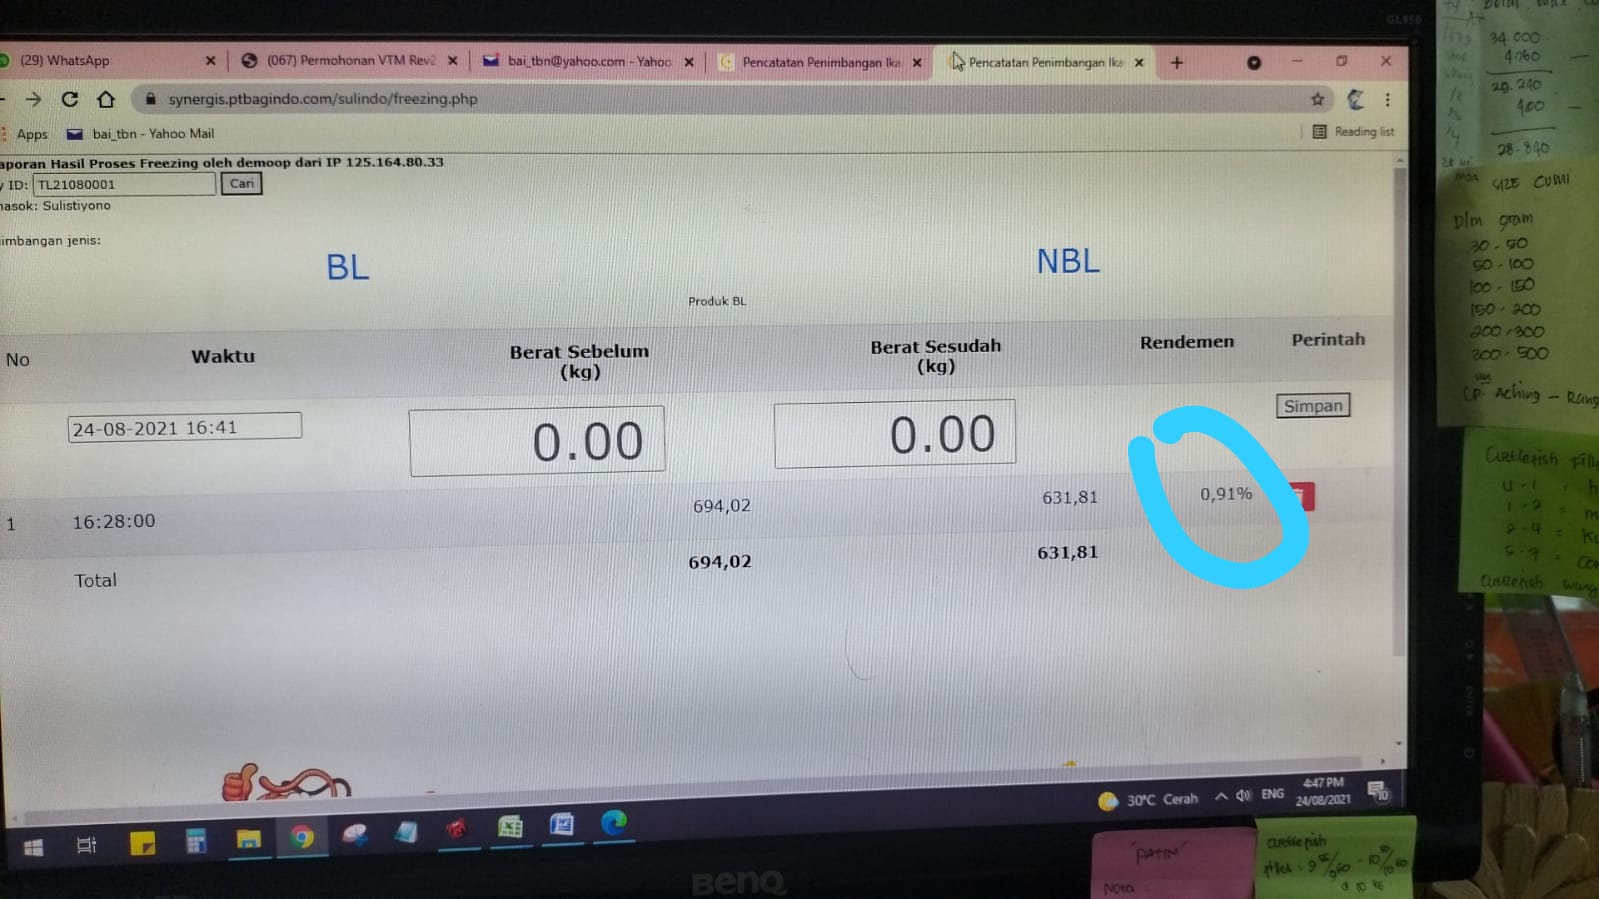 GL950
(29) WhatsApp
(067) Permohonan VTM Rev2
bai_tbn@yahoo.com - Yahoo
Pencatatan Penimbangan Ika
Pencatatan Penimbangan Ika
synergis.ptbagindo.com/sulindo/freezing.php
Apps
bai_tbn - Yahoo Mail
Reading list
aporan Hasil Proses Freezing oleh demoop dari IP 125.164.80.33
y ID: TL21080001 Cari
nasok: Sulistiyono
imbangan jenis:
BL NBL
Produk BL
No Waktu Berat Sebelum (kg) Berat Sesudah (kg) Rendemen Perintah
24-08-2021 16:41 0.00 0.00 Simpan
1 16:28:00 694,02 631,81 0,91%
Total 694,02 631,81
30°C Cerah ENG
4:47 PM
24/08/2021
10
BenQ
34.000
4.760
29.240
400
28.840
SIZE CUMI
Dlm gram
30-50
50-100
100-150
150-200
200-300
300-500
Aching - Rang
Cuttlefish Fill
1-2 = m
2-4 =
Cuttlefish
"PATIN"
Nota :
Cuttlefish